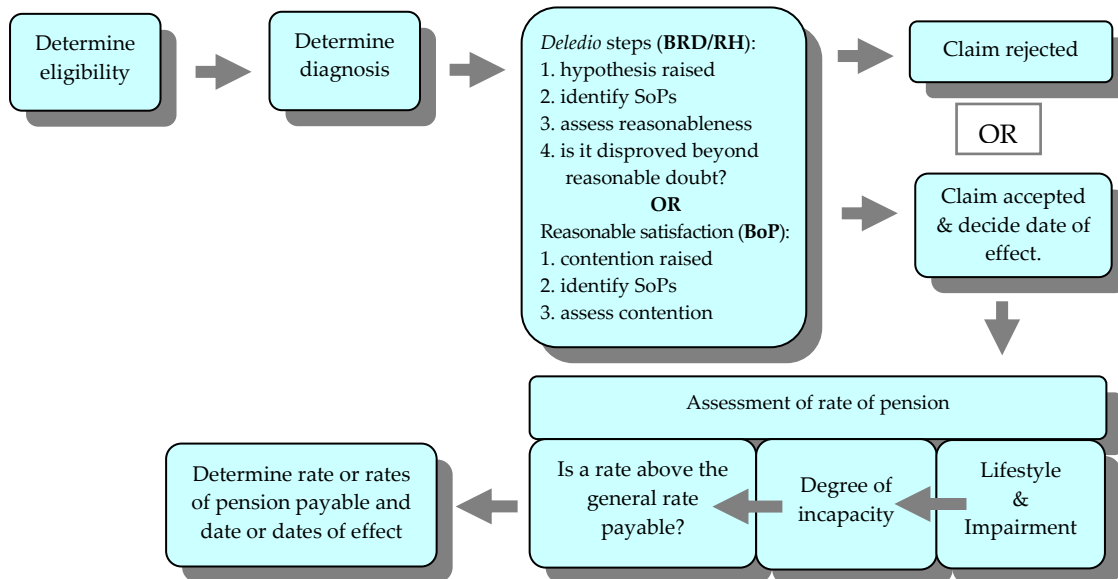 Determine
eligibility
Determine
diagnosis
Deledio steps (BRD/RH):
1. hypothesis raised
2. identify SoPs
3. assess reasonableness
4. is it disproved beyond
reasonable doubt?
OR
Reasonable satisfaction (BoP):
1. contention raised
2. identify SoPs
3. assess contention
Claim rejected
OR
Claim accepted
& decide date of
effect.
Assessment of rate of pension
Lifestyle
&
Impairment
Degree of
incapacity
Is a rate above the
general rate
payable?
Determine rate or rates
of pension payable and
date or dates of effect